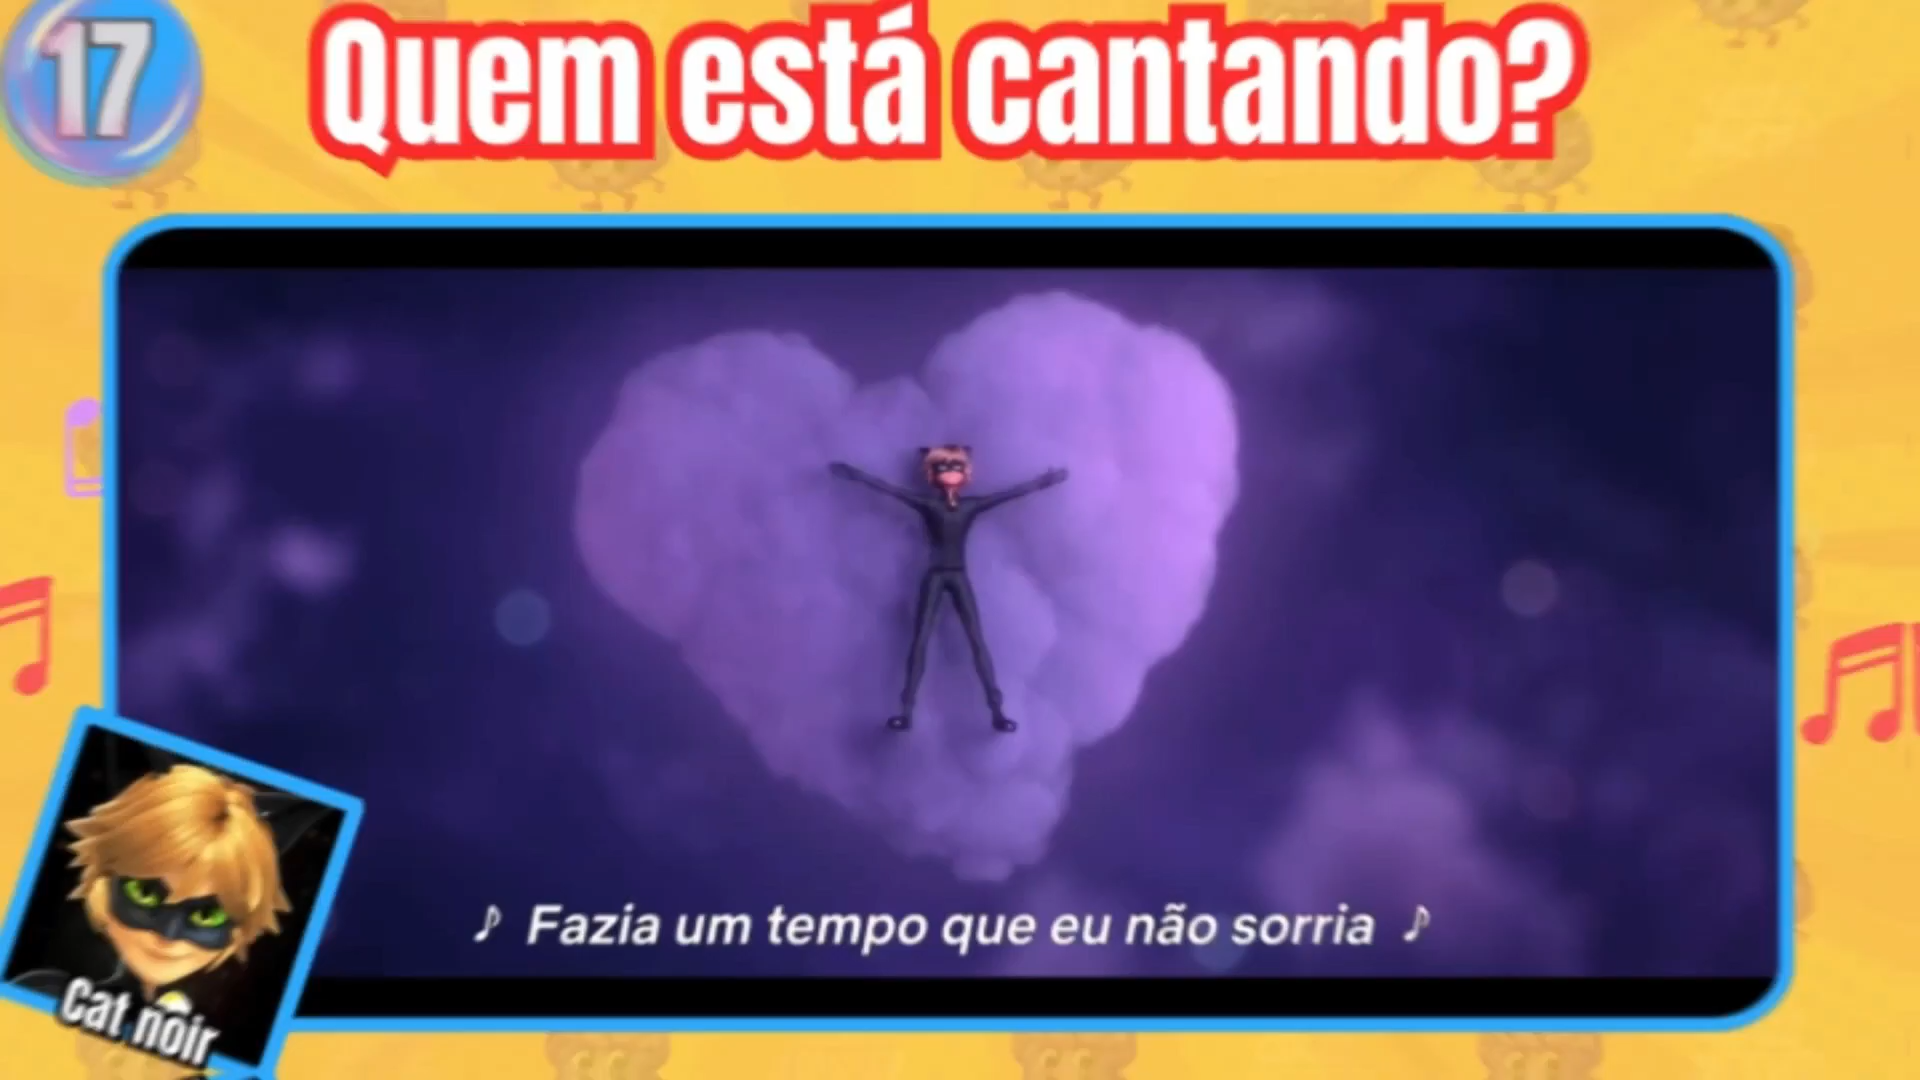 17
Quem está cantando?
♪ Fazia um tempo que eu não sorria ♪
cat noir